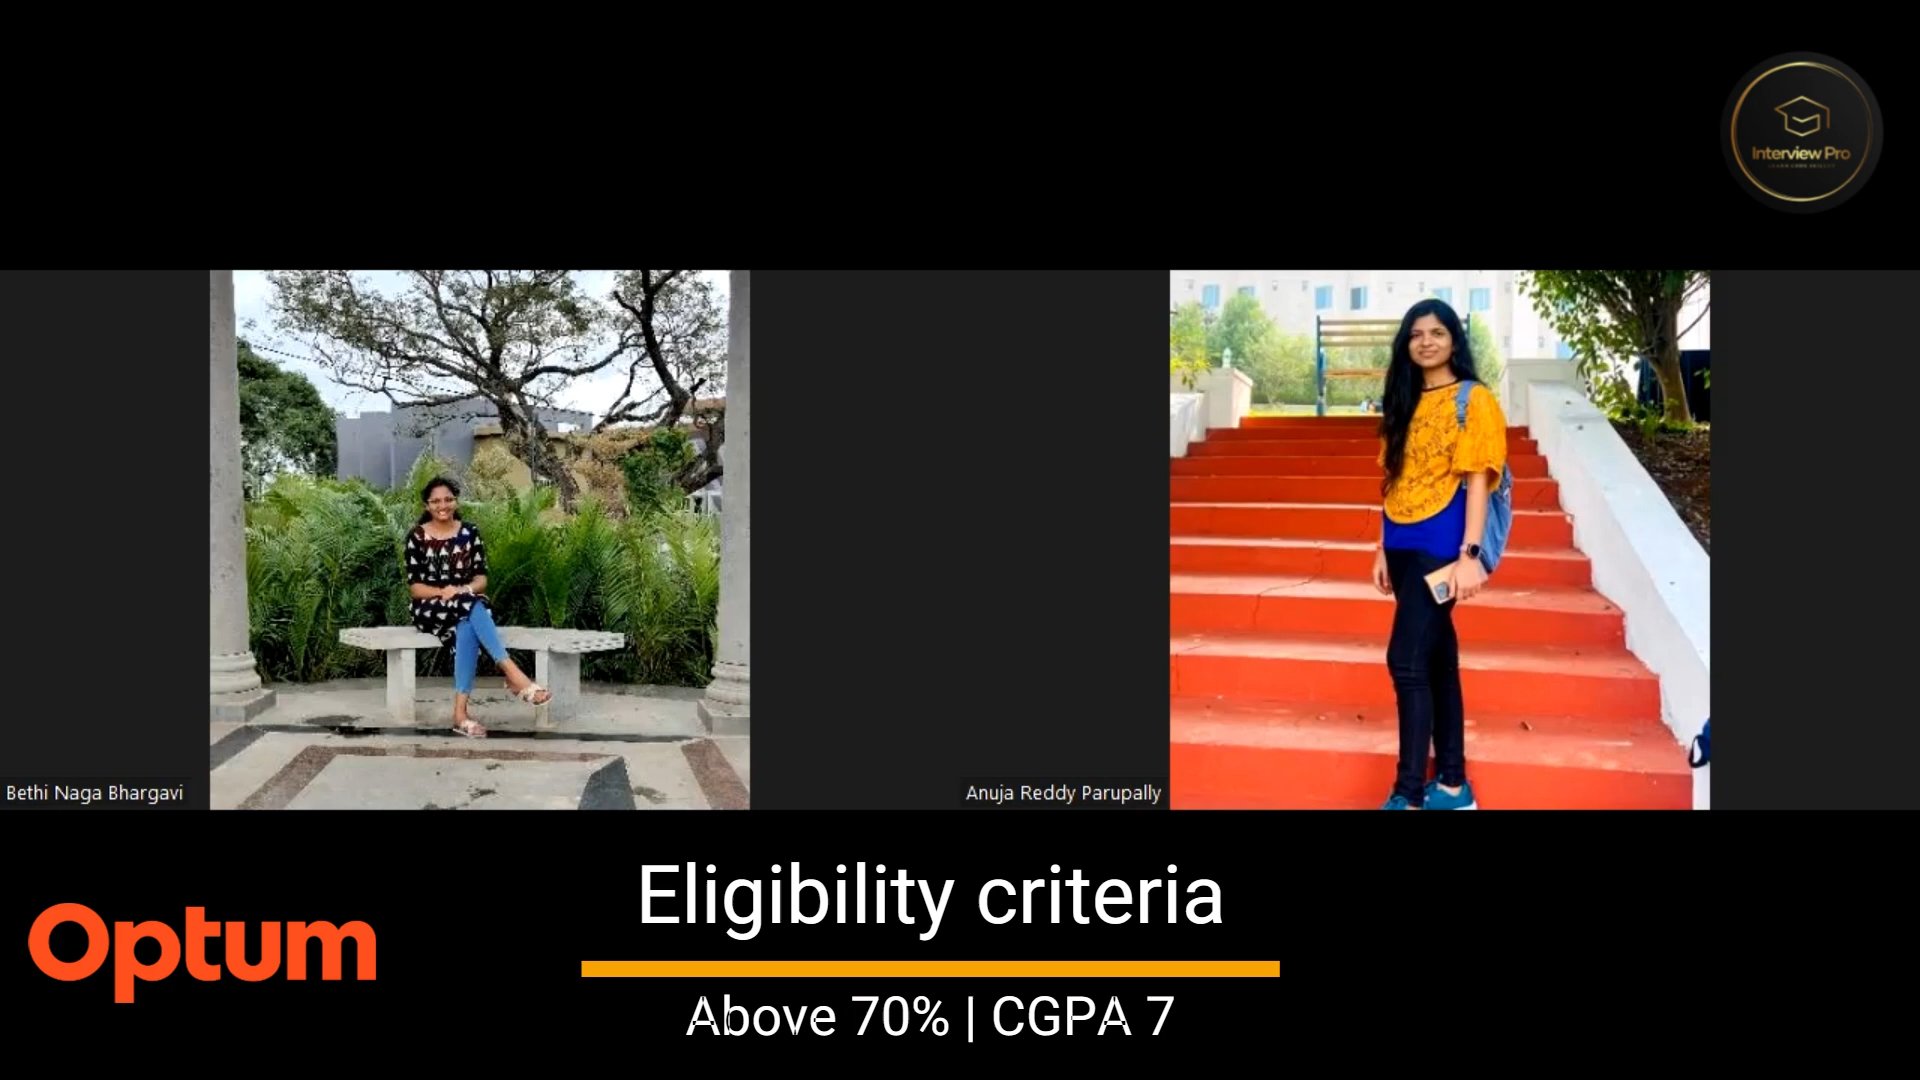 Interview Pro
Bethi Naga Bhargavi
Anuja Reddy Parupally
Optum
Eligibility criteria
Above 70% | CGPA 7